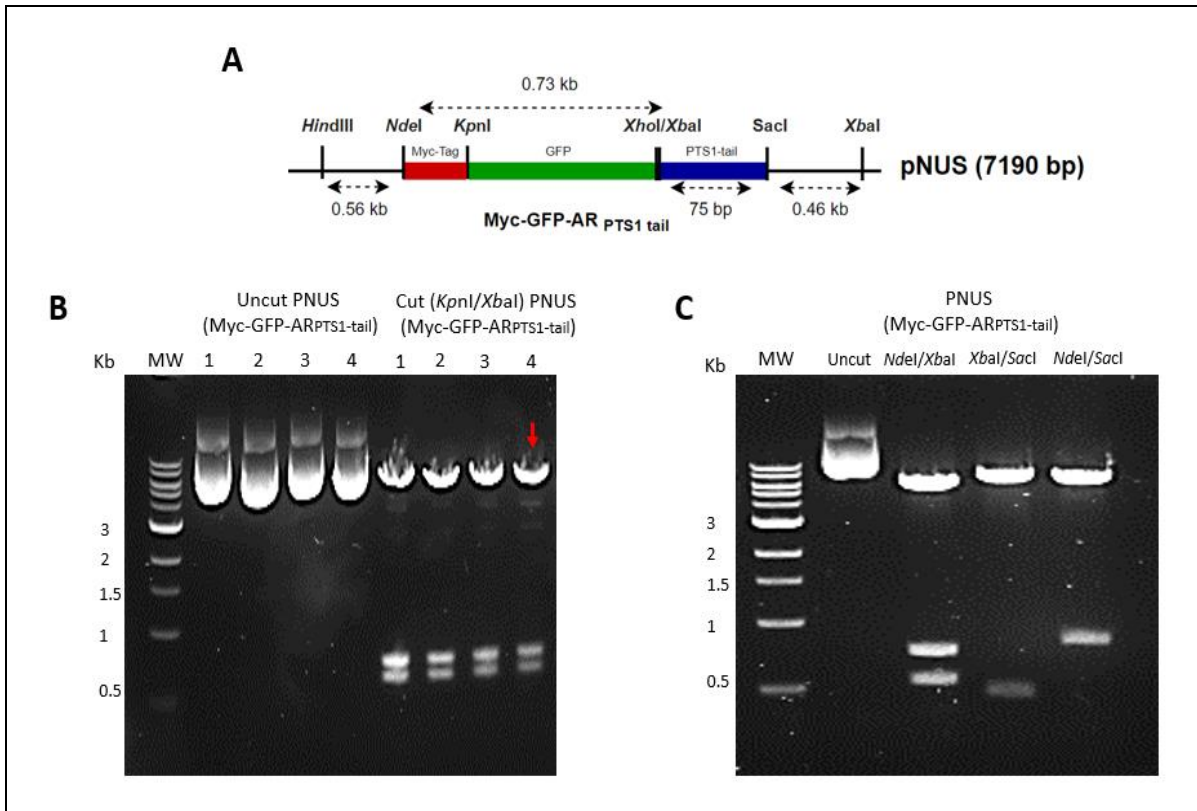 A
0.73 kb
HindIII NdeI KpnI XhoI/XbaI SacI XbaI
Myc-Tag GFP PTS1-tail
pNUS (7190 bp)
0.56 kb 75 bp 0.46 kb
Myc-GFP-AR PTS1 tail
B
Uncut PNUS
(Myc-GFP-ARPTS1-tail)
Cut (KpnI/XbaI) PNUS
(Myc-GFP-ARPTS1-tail)
Kb MW 1 2 3 4 1 2 3 4
3
2
1.5
1
0.5
C
PNUS
(Myc-GFP-ARPTS1-tail)
Kb MW Uncut NdeI/XbaI XbaI/SacI NdeI/SacI
3
2
1.5
1
0.5